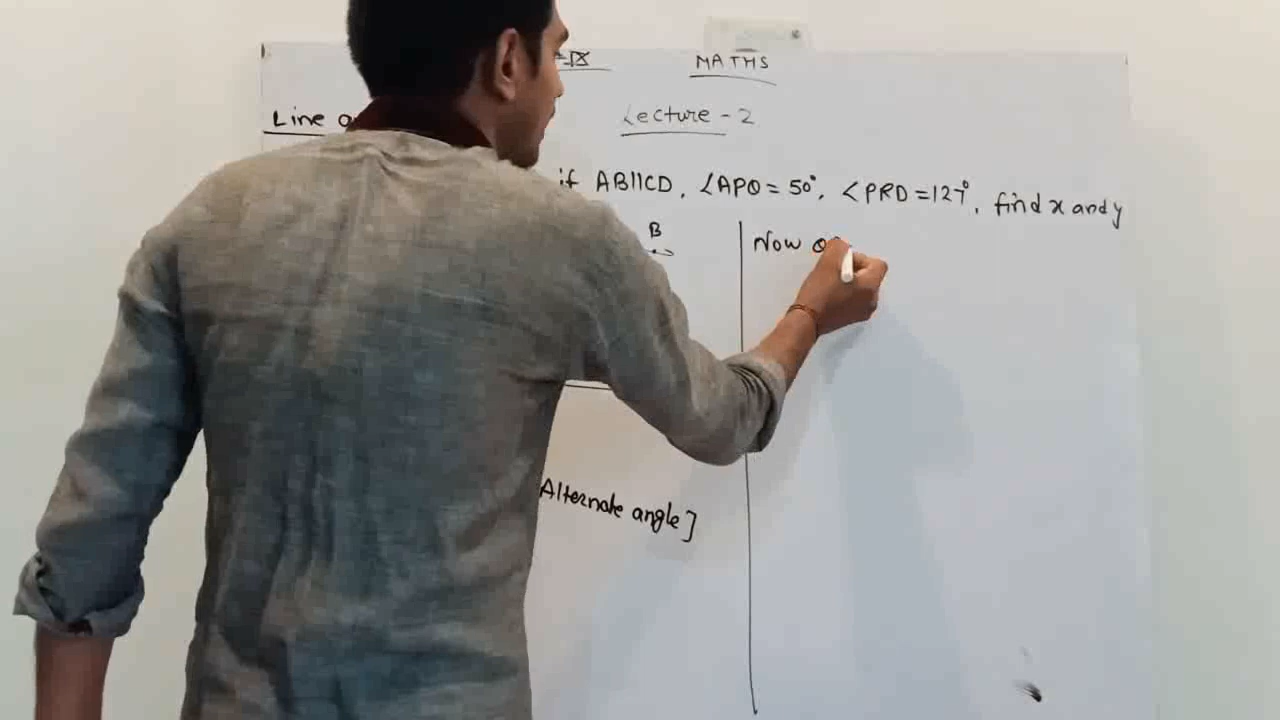 IX MATHS
Line Lecture - 2
if AB||CD, ∠APQ = 50°, ∠PRD = 127°, find x and y
B
Now
Alternate angle]